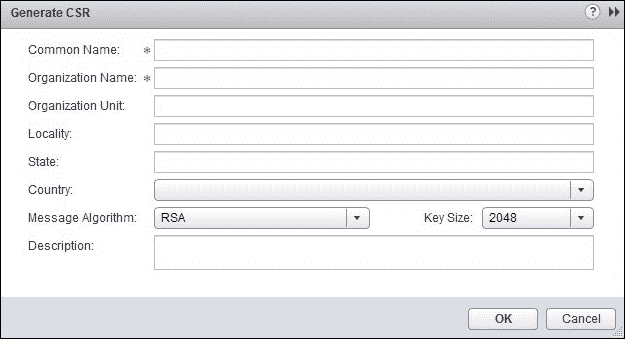 Generate CSR ?
Common Name: *
Organization Name: *
Organization Unit:
Locality:
State:
Country:
Message Algorithm: RSA Key Size: 2048
Description:
OK Cancel